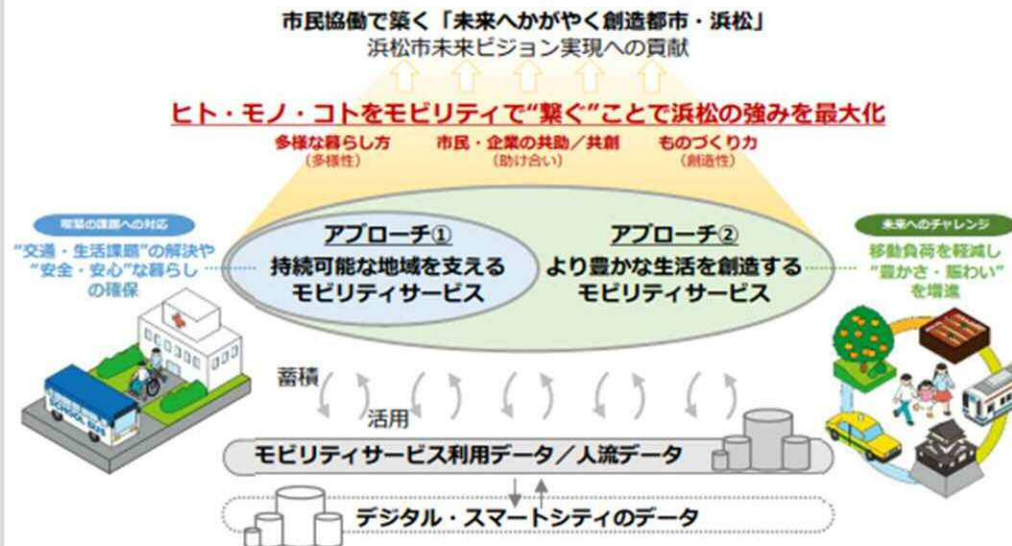 市民協働で築く「未来へかがやく創造都市・浜松」
浜松市未来ビジョン実現への貢献
ヒト・モノ・コトをモビリティで“繋ぐ”ことで浜松の強みを最大化
多様な暮らし方
(多様性)
市民・企業の共助／共創
(助け合い)
ものづくり力
(創造性)
喫緊の課題への対応
“交通・生活課題”の解決や
“安全・安心”な暮らし
の確保
アプローチ①
持続可能な地域を支える
モビリティサービス
アプローチ②
より豊かな生活を創造する
モビリティサービス
未来へのチャレンジ
移動負荷を軽減し
“豊かさ・賑わい”
を増進
SCHOOL BUS
蓄積
活用
モビリティサービス利用データ／人流データ
デジタル・スマートシティのデータ